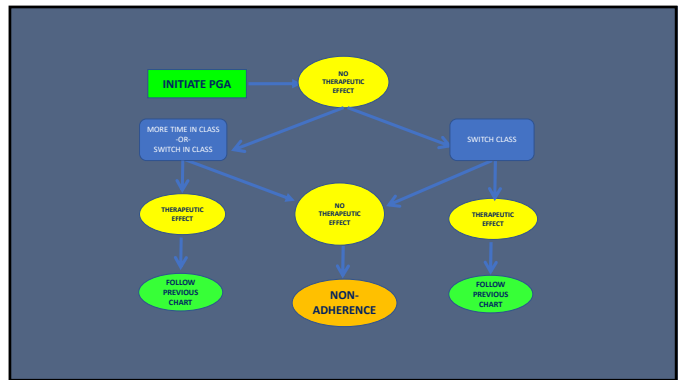 INITIATE PGA
NO
THERAPEUTIC
EFFECT
MORE TIME IN CLASS
-OR-
SWITCH IN CLASS
SWITCH CLASS
THERAPEUTIC
EFFECT
NO
THERAPEUTIC
EFFECT
THERAPEUTIC
EFFECT
FOLLOW
PREVIOUS
CHART
NON-
ADHERENCE
FOLLOW
PREVIOUS
CHART